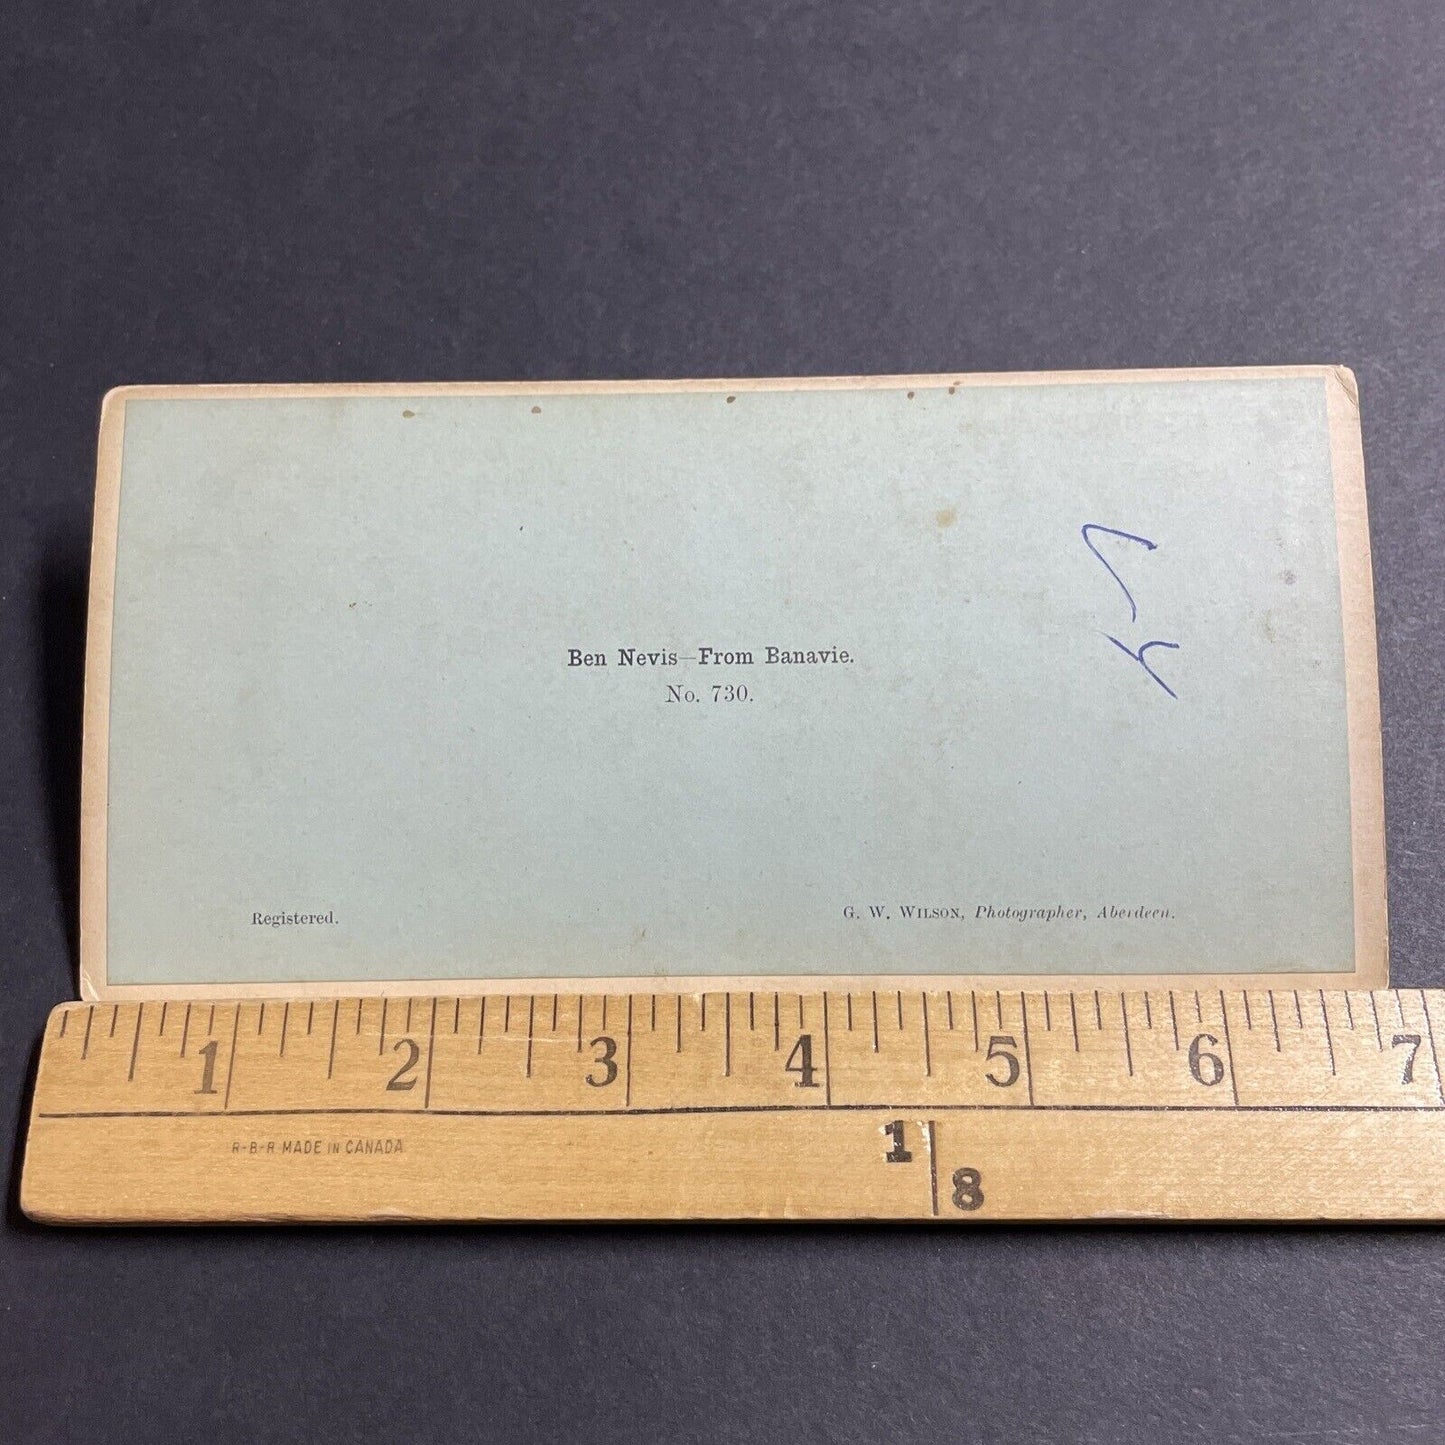 Ben Nevis—From Banavie.
No. 730.
Registered.
G. W. WILSON, Photographer, Aberdeen.
1 2 3 4 5 6 7
R-B-R MADE IN CANADA
1
8